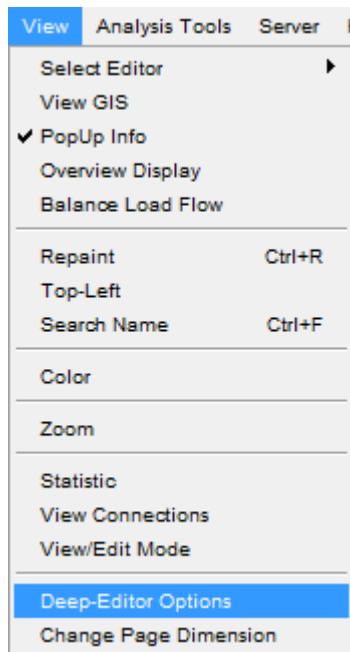 View Analysis Tools Server
Select Editor
View GIS
PopUp Info
Overview Display
Balance Load Flow
Repaint Ctrl+R
Top-Left
Search Name Ctrl+F
Color
Zoom
Statistic
View Connections
View/Edit Mode
Deep-Editor Options
Change Page Dimension